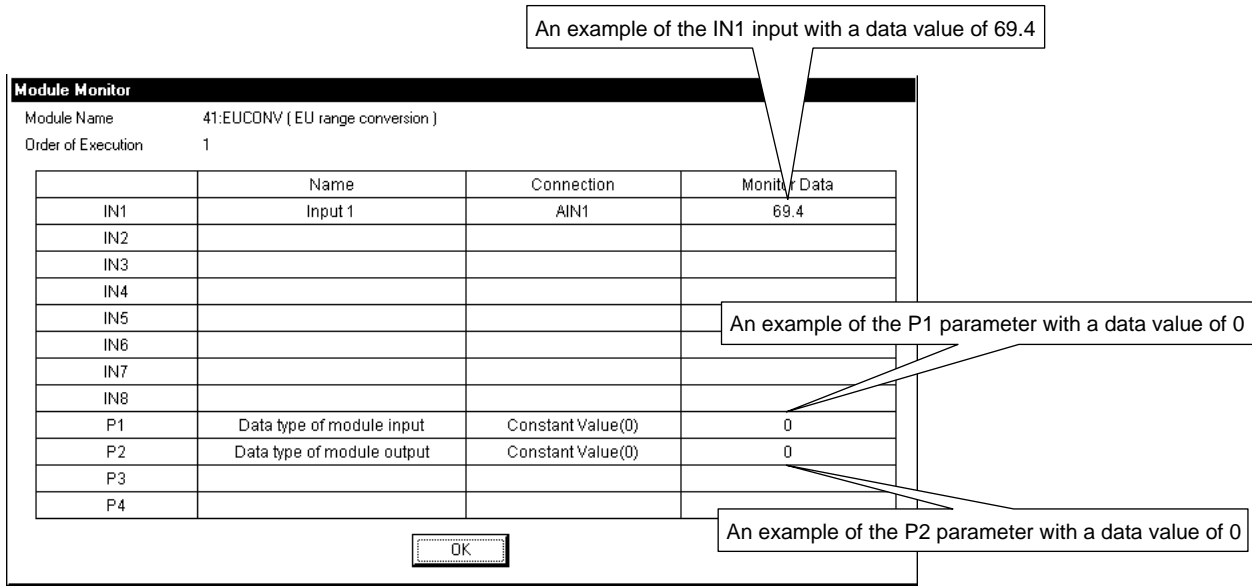 An example of the IN1 input with a data value of 69.4
Module Monitor
Module Name 41:EUCONV ( EU range conversion )
Order of Execution 1
Name Connection Monitor Data
IN1 Input 1 AIN1 69.4
IN2
IN3
IN4
IN5
An example of the P1 parameter with a data value of 0
IN6
IN7
IN8
P1 Data type of module input Constant Value(0) 0
P2 Data type of module output Constant Value(0) 0
P3
P4
An example of the P2 parameter with a data value of 0
OK